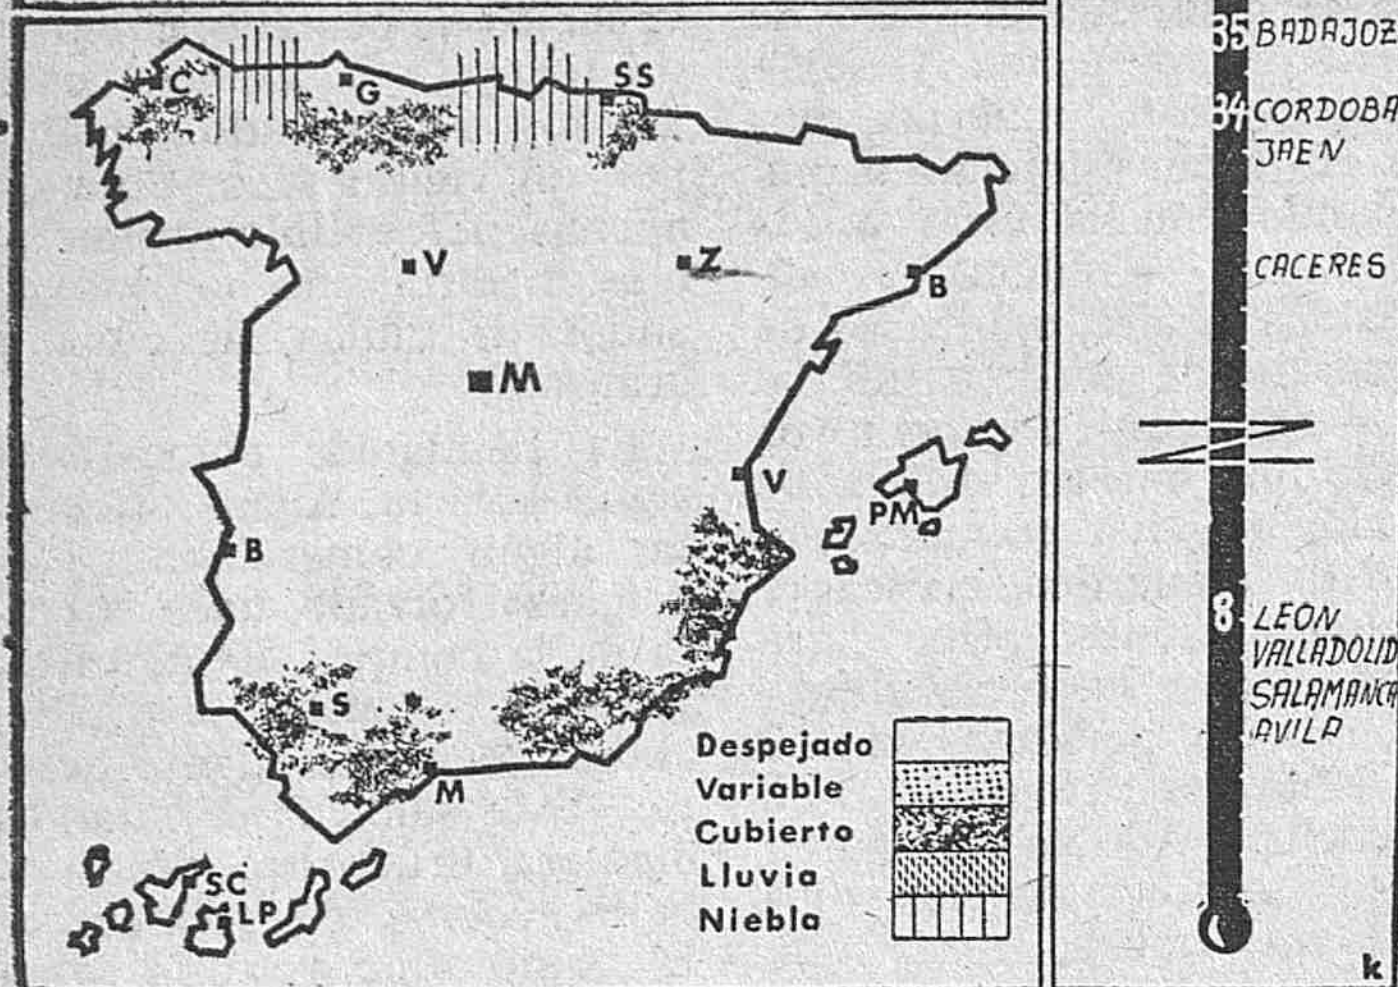 C
G
SS
V
Z
B
M
V
PM
B
S
M
SC
LP
Despejado
Variable
Cubierto
Lluvia
Niebla
35 BADAJOZ
34 CORDOBA
JAEN
CACERES
8 LEON
VALLADOLID
SALAMANCA
AVILA
k